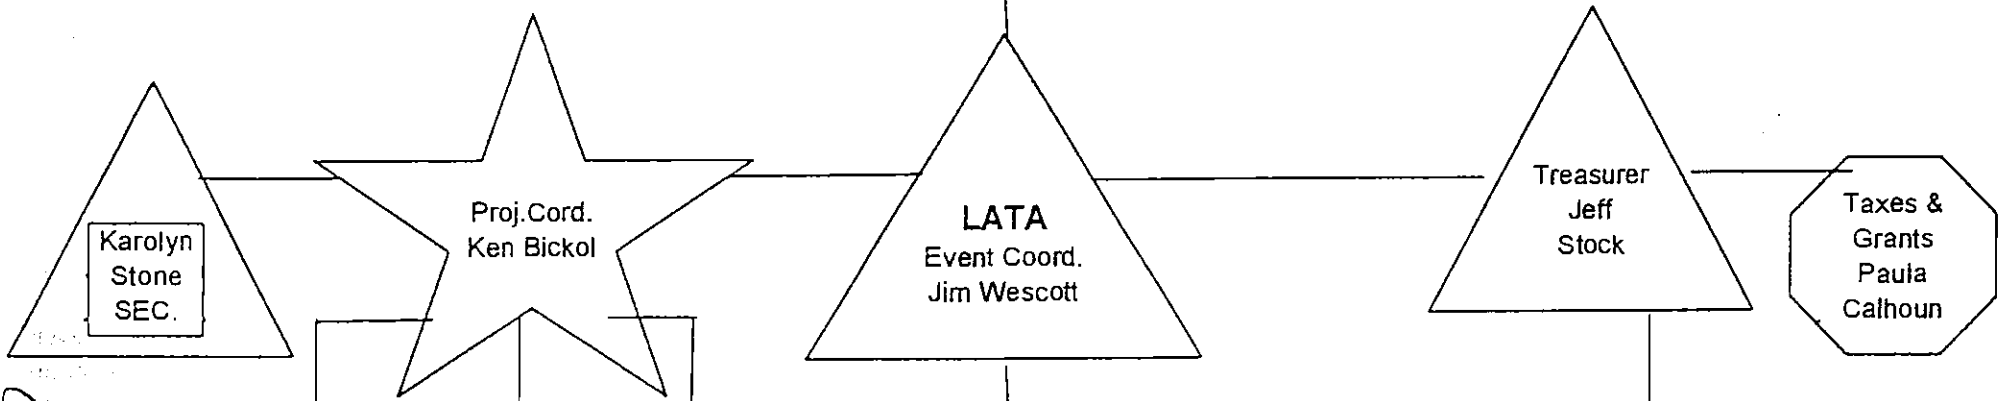 Karolyn
Stone
SEC.
Proj.Cord.
Ken Bickol
LATA
Event Coord.
Jim Wescott
Treasurer
Jeff
Stock
Taxes &
Grants
Paula
Calhoun